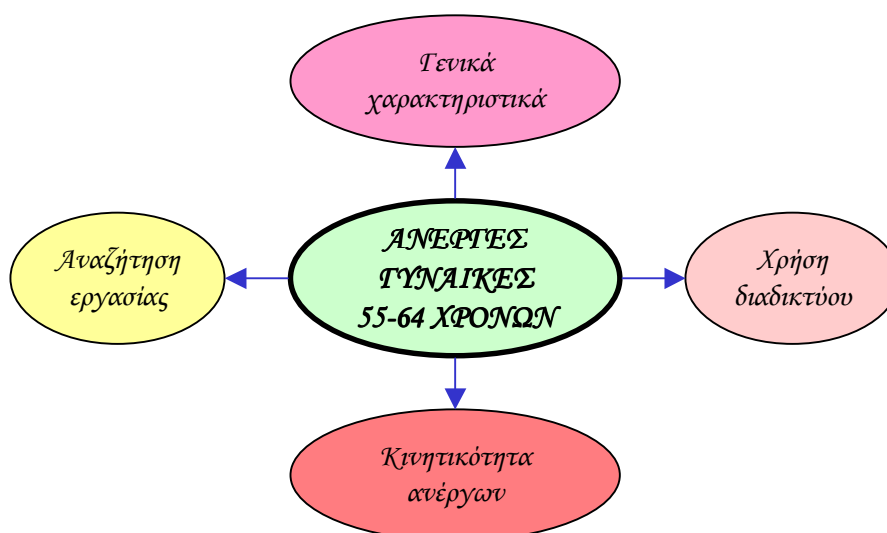 Γενικά
χαρακτηριστικά
Αναζήτηση
εργασίας
ΑΝΕΡΓΕΣ
ΓΥΝΑΙΚΕΣ
55-64 ΧΡΟΝΩΝ
Χρήση
διαδικτύου
Κινητικότητα
ανέργων